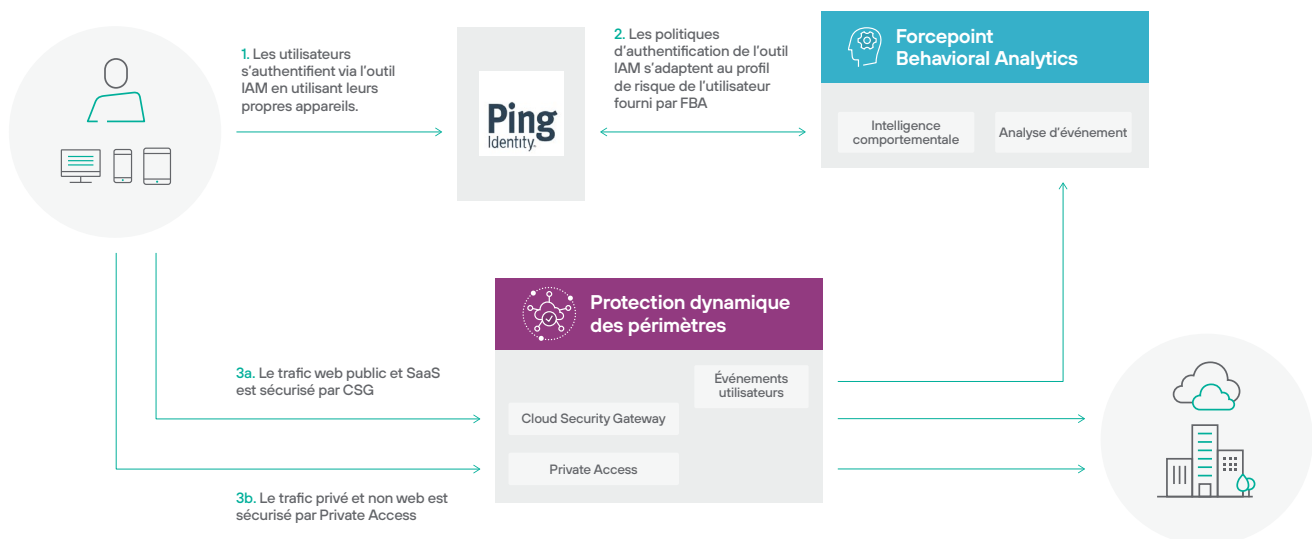 1. Les utilisateurs
s'authentifient via l'outil
IAM en utilisant leurs
propres appareils.
Ping
Identity.
2. Les politiques
d'authentification de l'outil
IAM s'adaptent au profil
de risque de l'utilisateur
fourni par FBA
Forcepoint
Behavioral Analytics
Intelligence
comportementale
Analyse d'événement
Protection dynamique
des périmètres
Événements
utilisateurs
Cloud Security Gateway
Private Access
3a. Le trafic web public et SaaS
est sécurisé par CSG
3b. Le trafic privé et non web est
sécurisé par Private Access